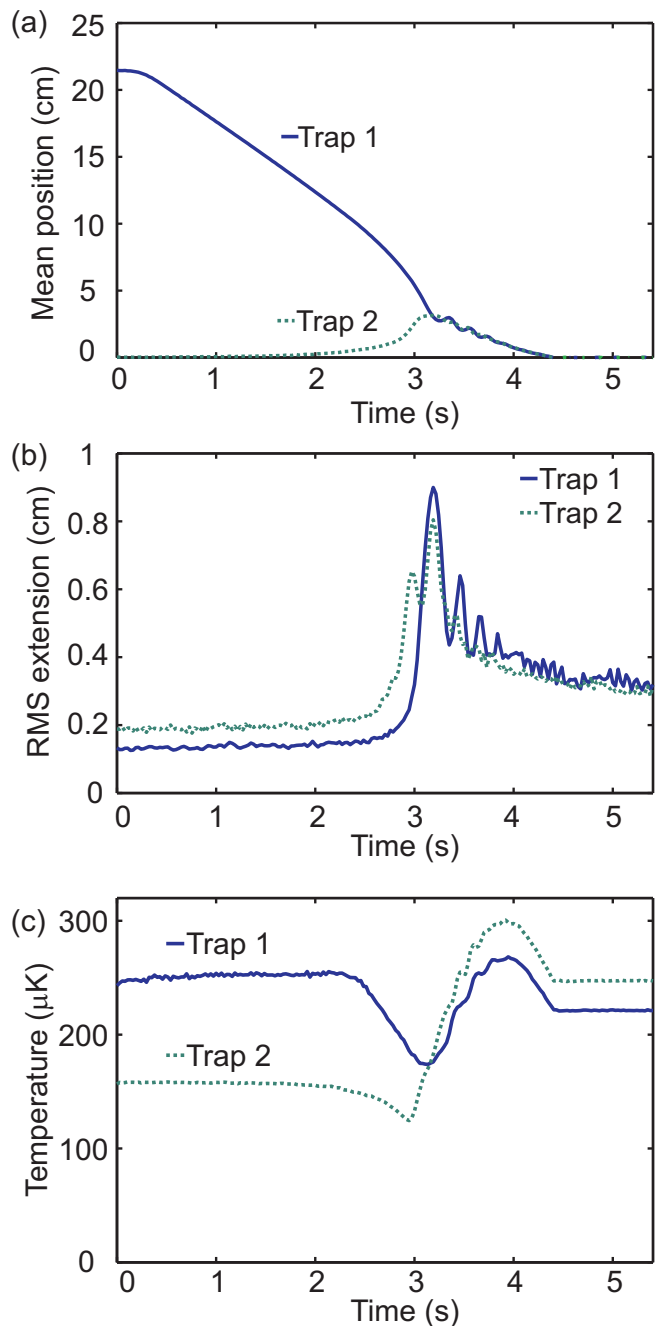 (a)
25
20
15
10
5
0
Mean position (cm)
Trap 1
Trap 2
0 1 2 3 4 5
Time (s)
(b)
1
0.8
0.6
0.4
0.2
0
RMS extension (cm)
Trap 1
Trap 2
0 1 2 3 4 5
Time (s)
(c)
300
200
100
0
Temperature (μK)
Trap 1
Trap 2
0 1 2 3 4 5
Time (s)